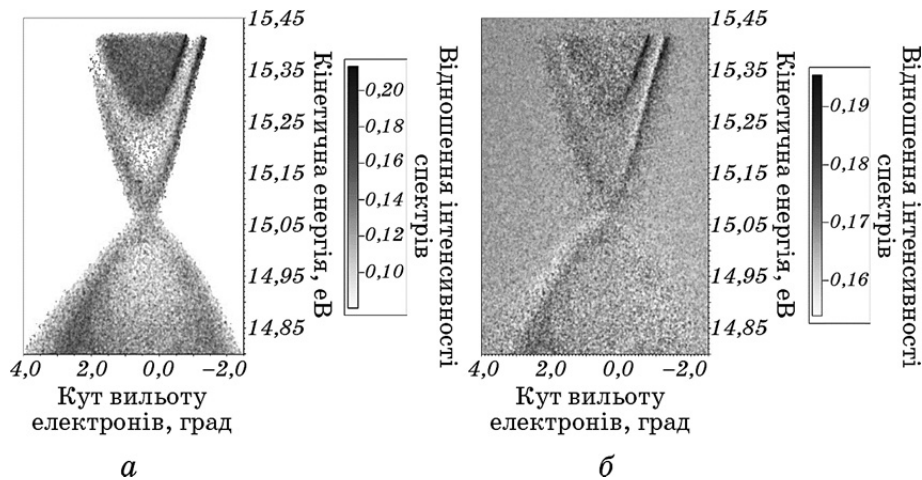 15,45
15,35
15,25
15,15
15,05
14,95
14,85
Кінетична енергія, еВ
0,20
0,18
0,16
0,14
0,12
0,10
Відношення інтенсивності
спектрів
4,0 2,0 0,0 −2,0
Кут вильоту
електронів, град
а
15,45
15,35
15,25
15,15
15,05
14,95
14,85
Кінетична енергія, еВ
0,19
0,18
0,17
0,16
Відношення інтенсивності
спектрів
4,0 2,0 0,0 −2,0
Кут вильоту
електронів, град
б